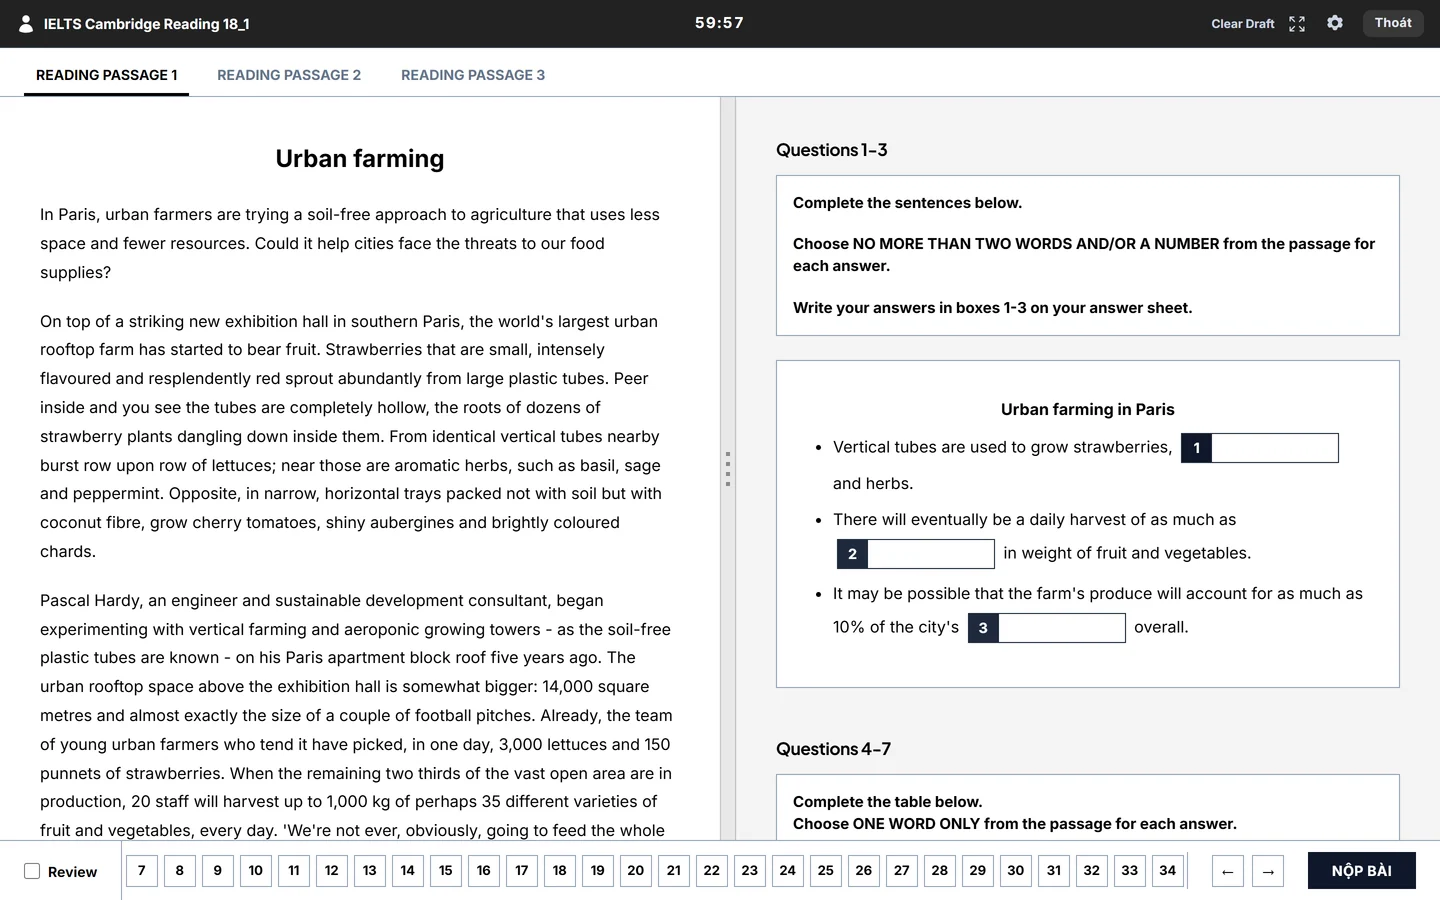 IELTS Cambridge Reading 18_1
59:57
Clear Draft
Thoát
READING PASSAGE 1
READING PASSAGE 2
READING PASSAGE 3
Urban farming
In Paris, urban farmers are trying a soil-free approach to agriculture that uses less
space and fewer resources. Could it help cities face the threats to our food
supplies?
On top of a striking new exhibition hall in southern Paris, the world's largest urban
rooftop farm has started to bear fruit. Strawberries that are small, intensely
flavoured and resplendently red sprout abundantly from large plastic tubes. Peer
inside and you see the tubes are completely hollow, the roots of dozens of
strawberry plants dangling down inside them. From identical vertical tubes nearby
burst row upon row of lettuces; near those are aromatic herbs, such as basil, sage
and peppermint. Opposite, in narrow, horizontal trays packed not with soil but with
coconut fibre, grow cherry tomatoes, shiny aubergines and brightly coloured
chards.
Pascal Hardy, an engineer and sustainable development consultant, began
experimenting with vertical farming and aeroponic growing towers - as the soil-free
plastic tubes are known - on his Paris apartment block roof five years ago. The
urban rooftop space above the exhibition hall is somewhat bigger: 14,000 square
metres and almost exactly the size of a couple of football pitches. Already, the team
of young urban farmers who tend it have picked, in one day, 3,000 lettuces and 150
punnets of strawberries. When the remaining two thirds of the vast open area are in
production, 20 staff will harvest up to 1,000 kg of perhaps 35 different varieties of
fruit and vegetables, every day. 'We're not ever, obviously, going to feed the whole
Questions 1-3
Complete the sentences below.
Choose NO MORE THAN TWO WORDS AND/OR A NUMBER from the passage for
each answer.
Write your answers in boxes 1-3 on your answer sheet.
Urban farming in Paris
• Vertical tubes are used to grow strawberries, 1
and herbs.
• There will eventually be a daily harvest of as much as
2 in weight of fruit and vegetables.
• It may be possible that the farm's produce will account for as much as
10% of the city's 3 overall.
Questions 4-7
Complete the table below.
Choose ONE WORD ONLY from the passage for each answer.
Review
7 8 9 10 11 12 13 14 15 16 17 18 19 20 21 22 23 24 25 26 27 28 29 30 31 32 33 34
← →
NỘP BÀI